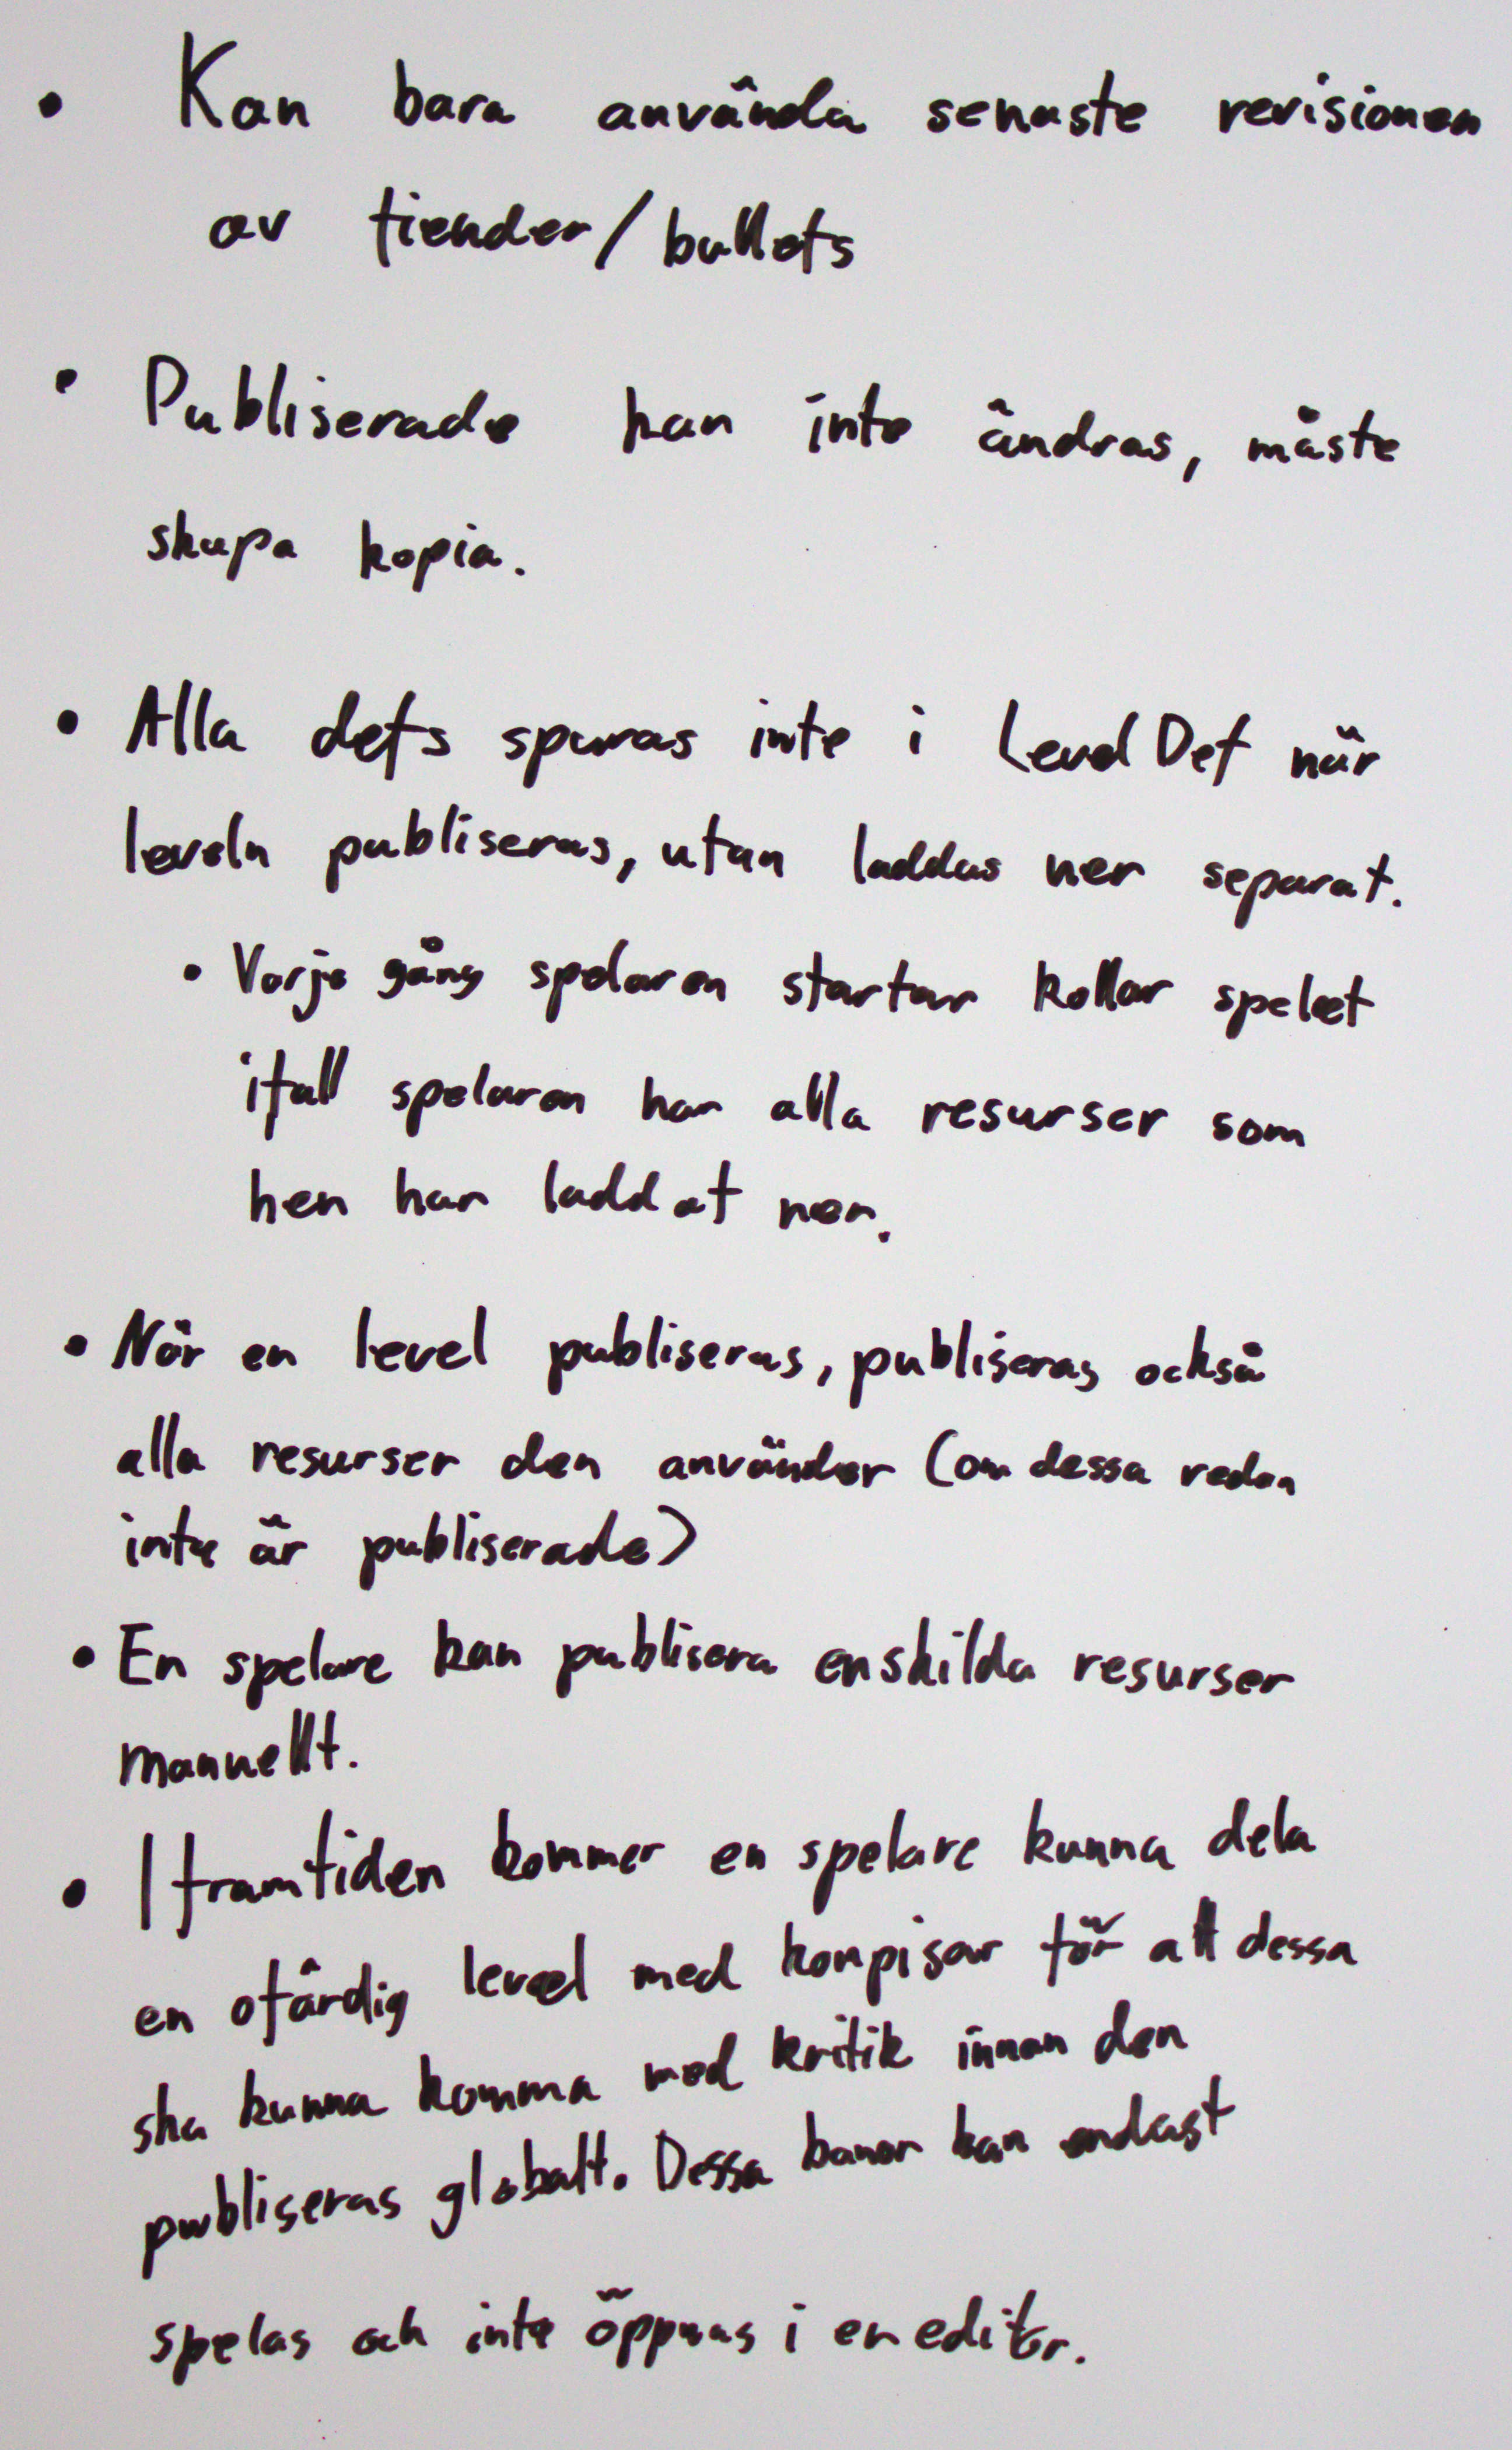 • Kan bara använda senaste revisionen
av fiender/bullets
• Publiserade kan inte ändras, måste
skapa kopia.
• Alla defs sparas inte i LevelDef när
leveln publiseras, utan laddas ner separat.
• Varje gång spelaren startar kollar spelet
ifall spelaren har alla resurser som
hen har laddat ner.
• När en level publiseras, publiseras också
alla resurser den använder (om dessa redan
inte är publiserade)
• En spelare kan publisera enskilda resurser
manuellt.
• I framtiden kommer en spelare kunna dela
en ofärdig level med kompisar för att dessa
ska kunna komma med kritik innan den
publiseras globalt. Dessa banor kan endast
spelas och inte öppnas i en editor.